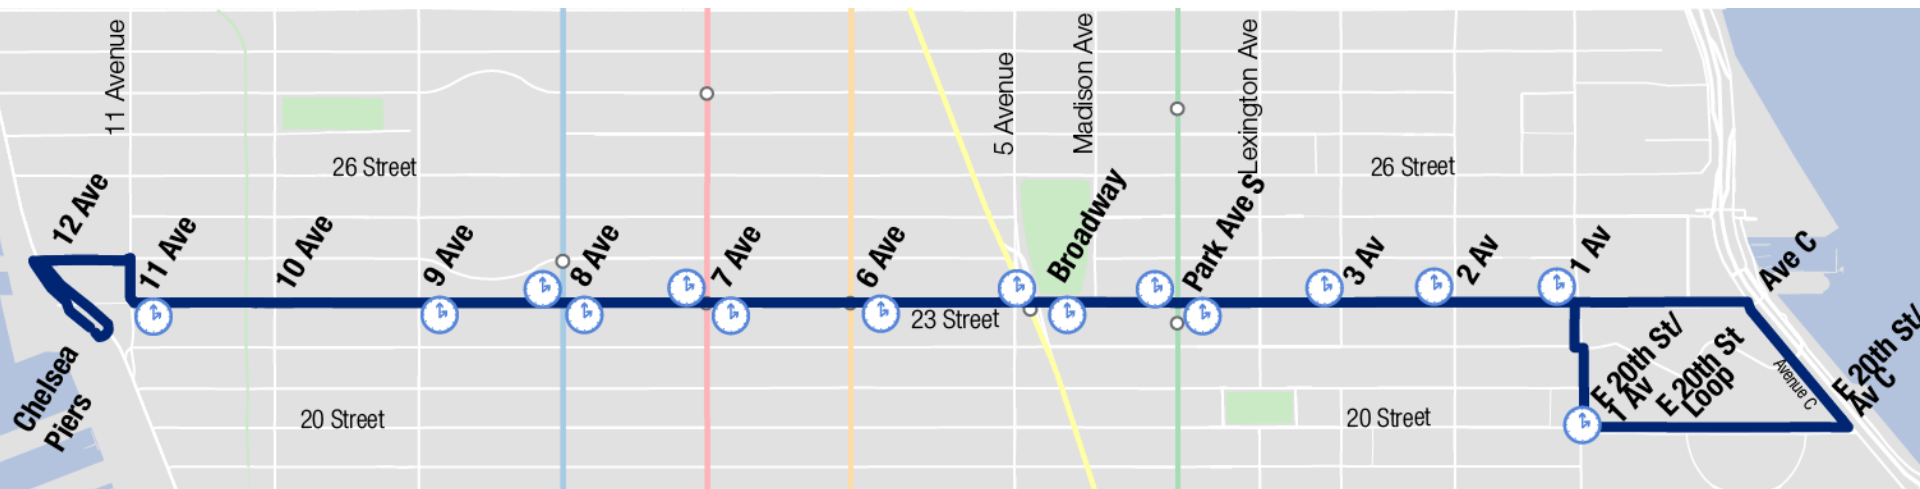 11 Avenue
5 Avenue
Madison Ave
Lexington Ave
26 Street
26 Street
12 Ave
11 Ave
10 Ave
9 Ave
8 Ave
7 Ave
6 Ave
Broadway
Park Ave S
3 Av
2 Av
1 Av
Ave C
23 Street
Chelsea
Piers
20 Street
20 Street
E 20th St/
1 Av
E 20th St
Loop
Avenue C
E 20th St/
Av C